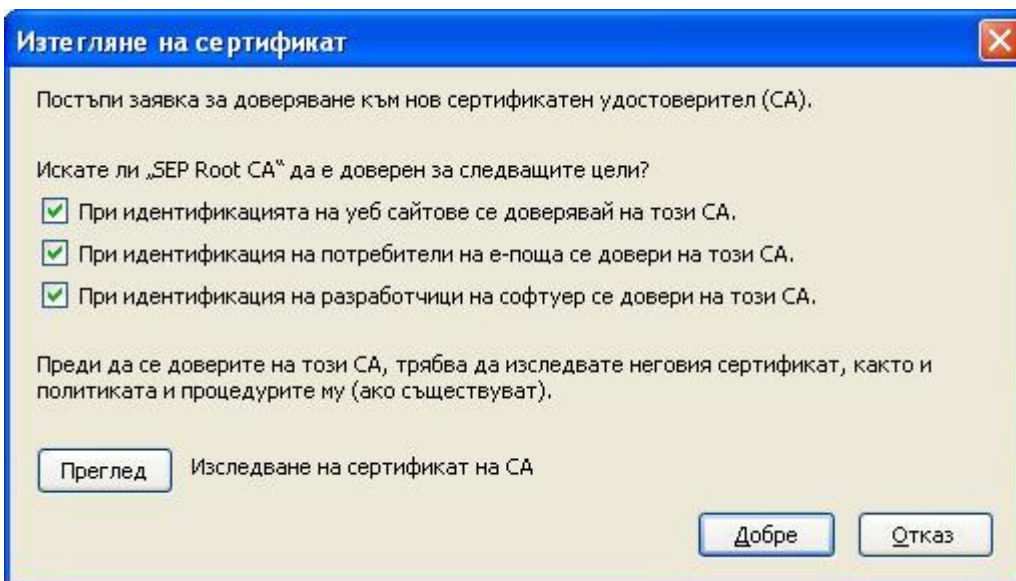 Изтегляне на сертификат
Постъпи заявка за доверяване към нов сертификатен удостоверител (CA).
Искате ли „SEP Root CA“ да е доверен за следващите цели?
При идентификацията на уеб сайтове се доверявай на този CA.
При идентификация на потребители на е-поща се довери на този CA.
При идентификация на разработчици на софтуер се довери на този CA.
Преди да се доверите на този CA, трябва да изследвате неговия сертификат, както и
политиката и процедурите му (ако съществуват).
Преглед Изследване на сертификат на CA
Добре Отказ